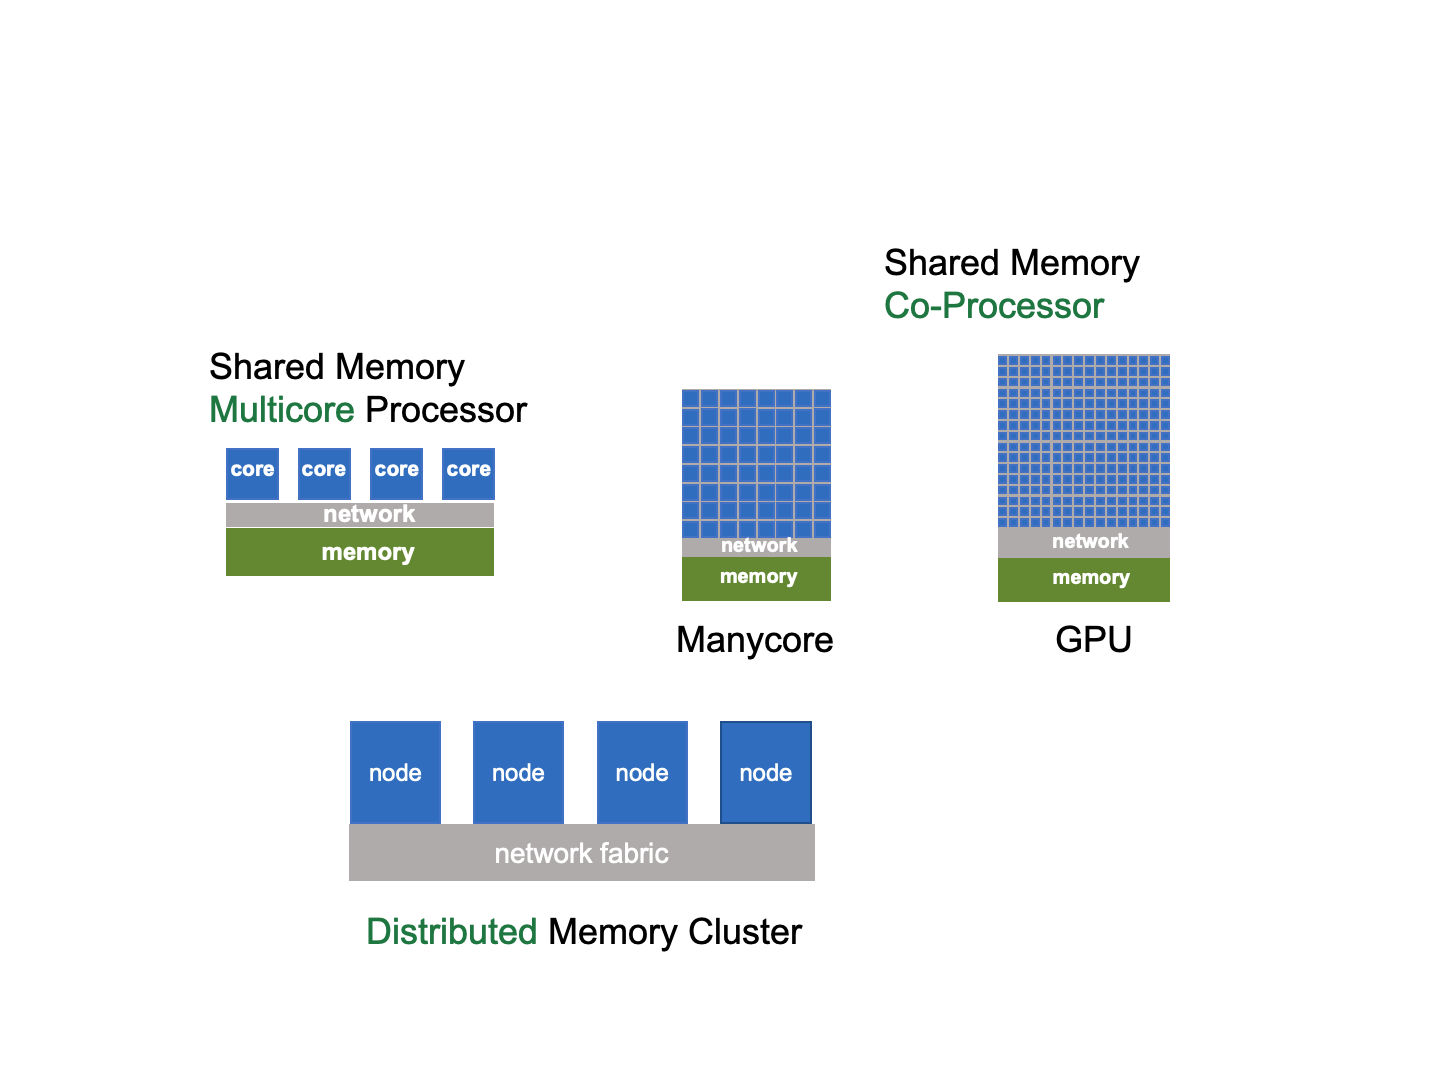 Shared Memory
Co-Processor
Shared Memory
Multicore Processor
core core core core
network
memory
network
memory
Manycore
network
memory
GPU
node node node node
network fabric
Distributed Memory Cluster